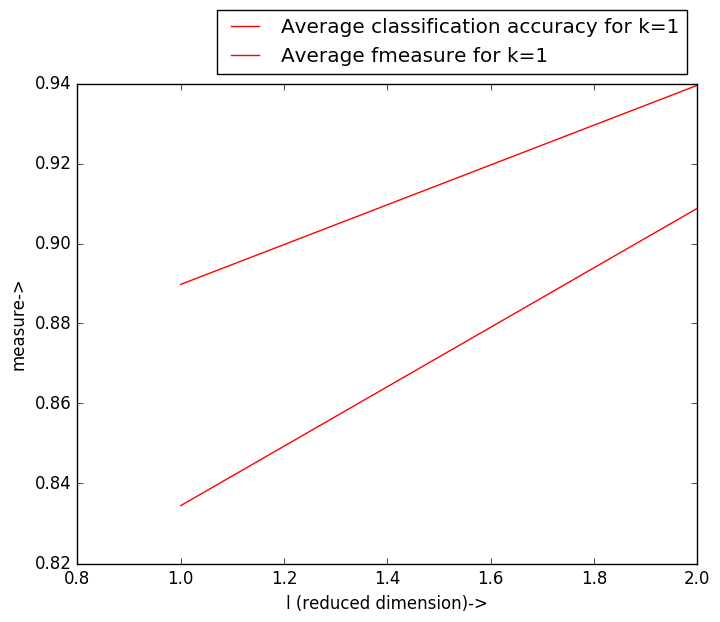 Average classification accuracy for k=1
Average fmeasure for k=1
0.94
0.92
0.90
0.88
0.86
0.84
0.82
measure->
0.8 1.0 1.2 1.4 1.6 1.8 2.0
l (reduced dimension)->